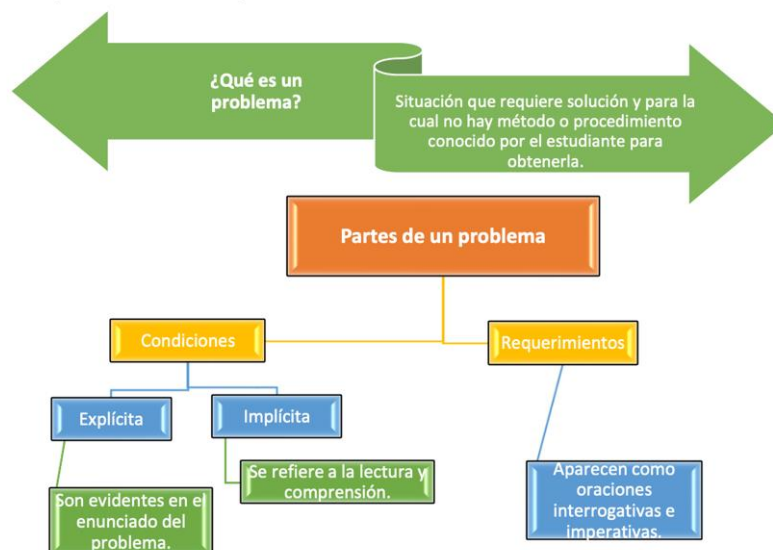 ¿Qué es un
problema?
Situación que requiere solución y para la
cual no hay método o procedimiento
conocido por el estudiante para
obtenerla.
Partes de un problema
Condiciones
Requerimientos
Explícita
Implícita
Se refiere a la lectura y
comprensión.
Son evidentes en el
enunciado del
problema.
Aparecen como
oraciones
interrogativas e
imperativas.